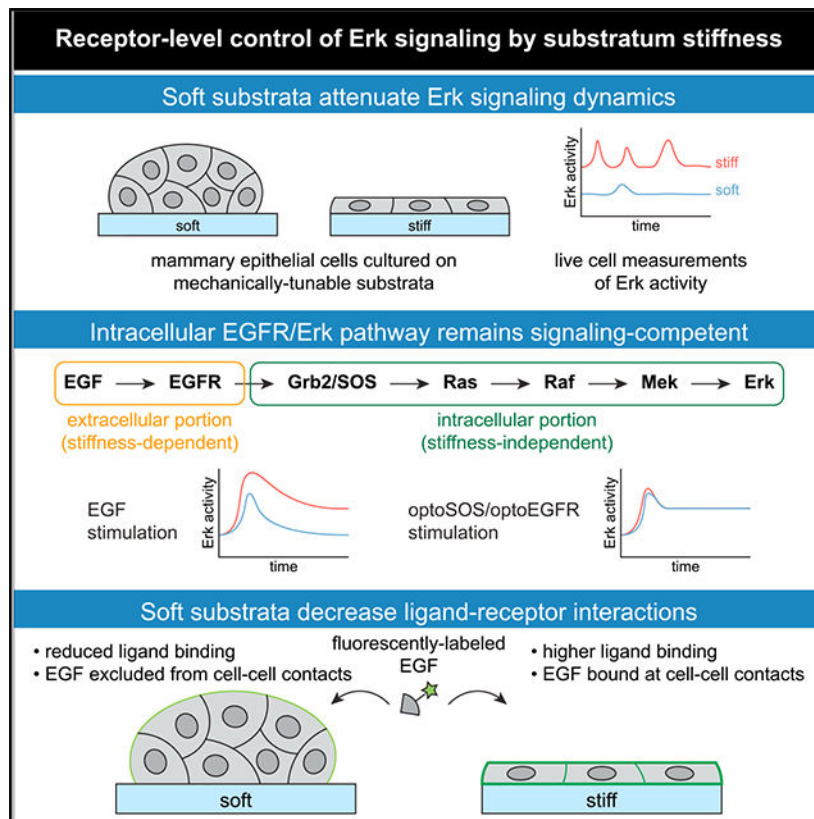 Receptor-level control of Erk signaling by substratum stiffness
Soft substrata attenuate Erk signaling dynamics
soft
stiff
mammary epithelial cells cultured on
mechanically-tunable substrata
Erk activity
stiff
soft
time
live cell measurements
of Erk activity
Intracellular EGFR/Erk pathway remains signaling-competent
EGF → EGFR → Grb2/SOS → Ras → Raf → Mek → Erk
extracellular portion
(stiffness-dependent)
intracellular portion
(stiffness-independent)
EGF
stimulation
Erk activity
time
optoSOS/optoEGFR
stimulation
Erk activity
time
Soft substrata decrease ligand-receptor interactions
• reduced ligand binding
• EGF excluded from cell-cell contacts
fluorescently-labeled
EGF
• higher ligand binding
• EGF bound at cell-cell contacts
soft
stiff